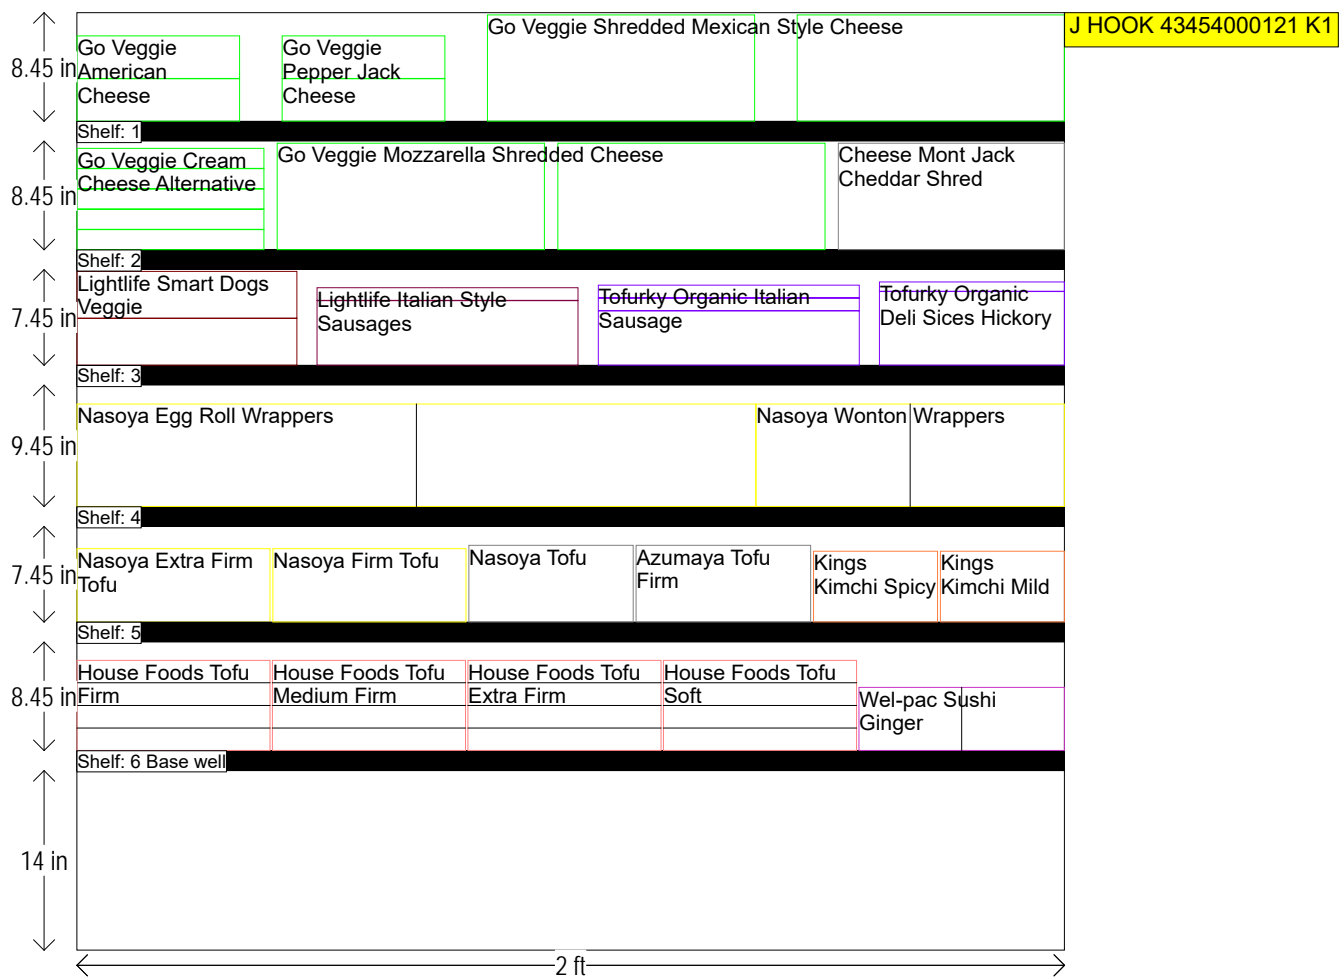 J HOOK 43454000121 K1
8.45 in
Go Veggie
American
Cheese
Go Veggie
Pepper Jack
Cheese
Go Veggie Shredded Mexican Style Cheese
Shelf: 1
8.45 in
Go Veggie Cream
Cheese Alternative
Go Veggie Mozzarella Shredded Cheese
Cheese Mont Jack
Cheddar Shred
Shelf: 2
7.45 in
Lightlife Smart Dogs
Veggie
Lightlife Italian Style
Sausages
Tofurky Organic Italian
Sausage
Tofurky Organic
Deli Sices Hickory
Shelf: 3
9.45 in
Nasoya Egg Roll Wrappers
Nasoya Wonton Wrappers
Shelf: 4
7.45 in
Nasoya Extra Firm
Tofu
Nasoya Firm Tofu
Nasoya Tofu
Azumaya Tofu
Firm
Kings
Kimchi Spicy
Kings
Kimchi Mild
Shelf: 5
8.45 in
House Foods Tofu
Firm
House Foods Tofu
Medium Firm
House Foods Tofu
Extra Firm
House Foods Tofu
Soft
Wel-pac Sushi
Ginger
Shelf: 6 Base well
14 in
2 ft